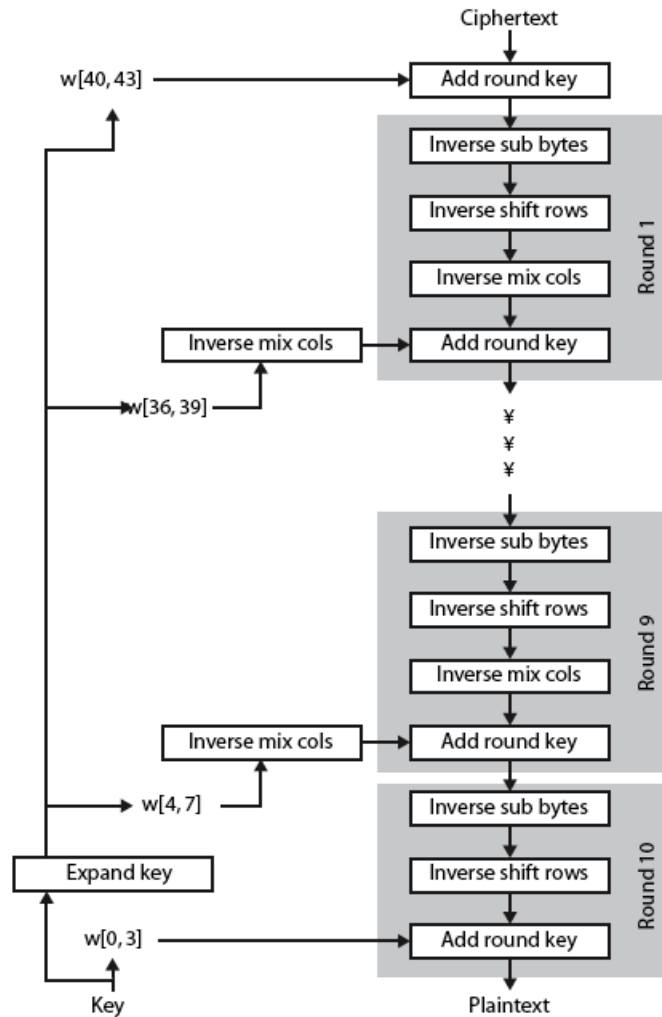 Ciphertext
w[40, 43]
Add round key
Inverse sub bytes
Inverse shift rows
Round 1
Inverse mix cols
Inverse mix cols
Add round key
w[36, 39]
¥
¥
¥
Inverse sub bytes
Inverse shift rows
Round 9
Inverse mix cols
Inverse mix cols
Add round key
w[4, 7]
Inverse sub bytes
Expand key
Inverse shift rows
Round 10
w[0, 3]
Add round key
Key
Plaintext